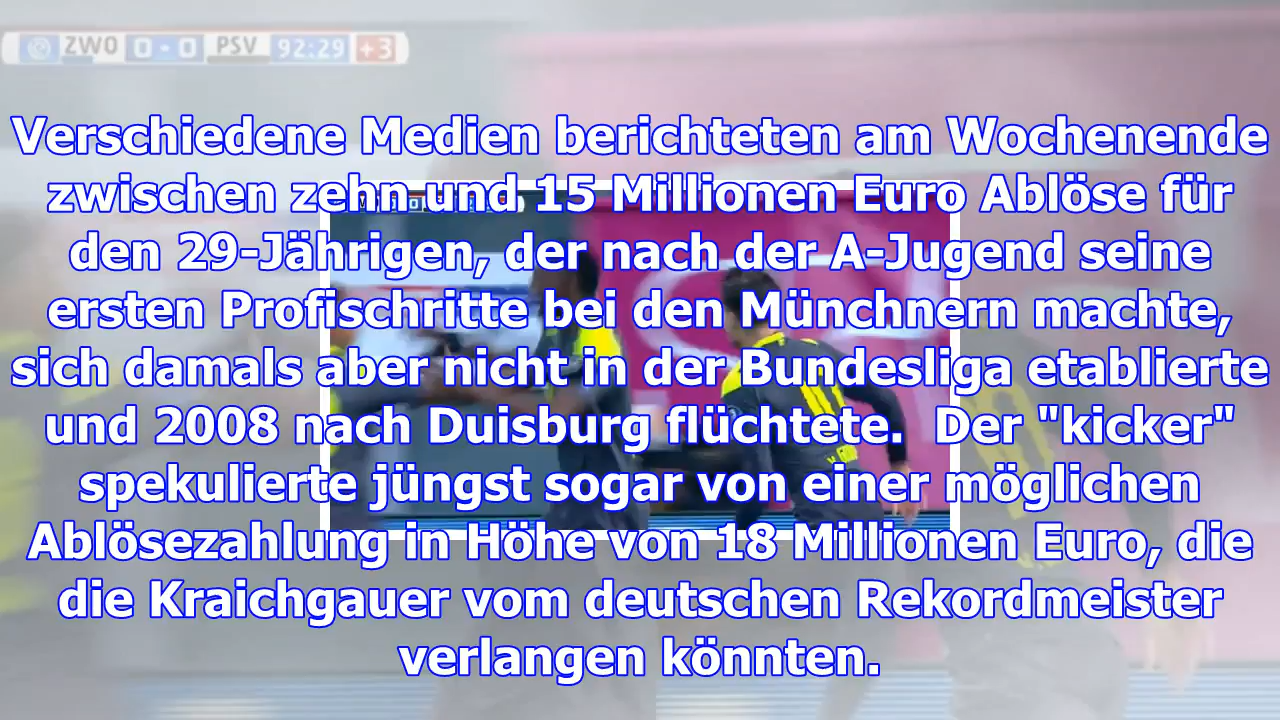 ZWO 0 - 0 PSV 92:29 +3
Verschiedene Medien berichteten am Wochenende
zwischen zehn und 15 Millionen Euro Ablöse für
den 29-Jährigen, der nach der A-Jugend seine
ersten Profischritte bei den Münchnern machte,
sich damals aber nicht in der Bundesliga etablierte
und 2008 nach Duisburg flüchtete. Der "kicker"
spekulierte jüngst sogar von einer möglichen
Ablösezahlung in Höhe von 18 Millionen Euro, die
die Kraichgauer vom deutschen Rekordmeister
verlangen könnten.